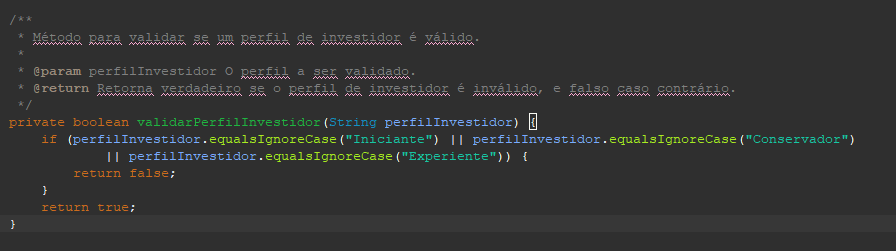 /**
 * Método para validar se um perfil de investidor é válido.
 *
 * @param perfilInvestidor O perfil a ser validado.
 * @return Retorna verdadeiro se o perfil de investidor é inválido, e falso caso contrário.
 */
private boolean validarPerfilInvestidor(String perfilInvestidor) {
    if (perfilInvestidor.equalsIgnoreCase("Iniciante") || perfilInvestidor.equalsIgnoreCase("Conservador")
            || perfilInvestidor.equalsIgnoreCase("Experiente")) {
        return false;
    }
    return true;
}